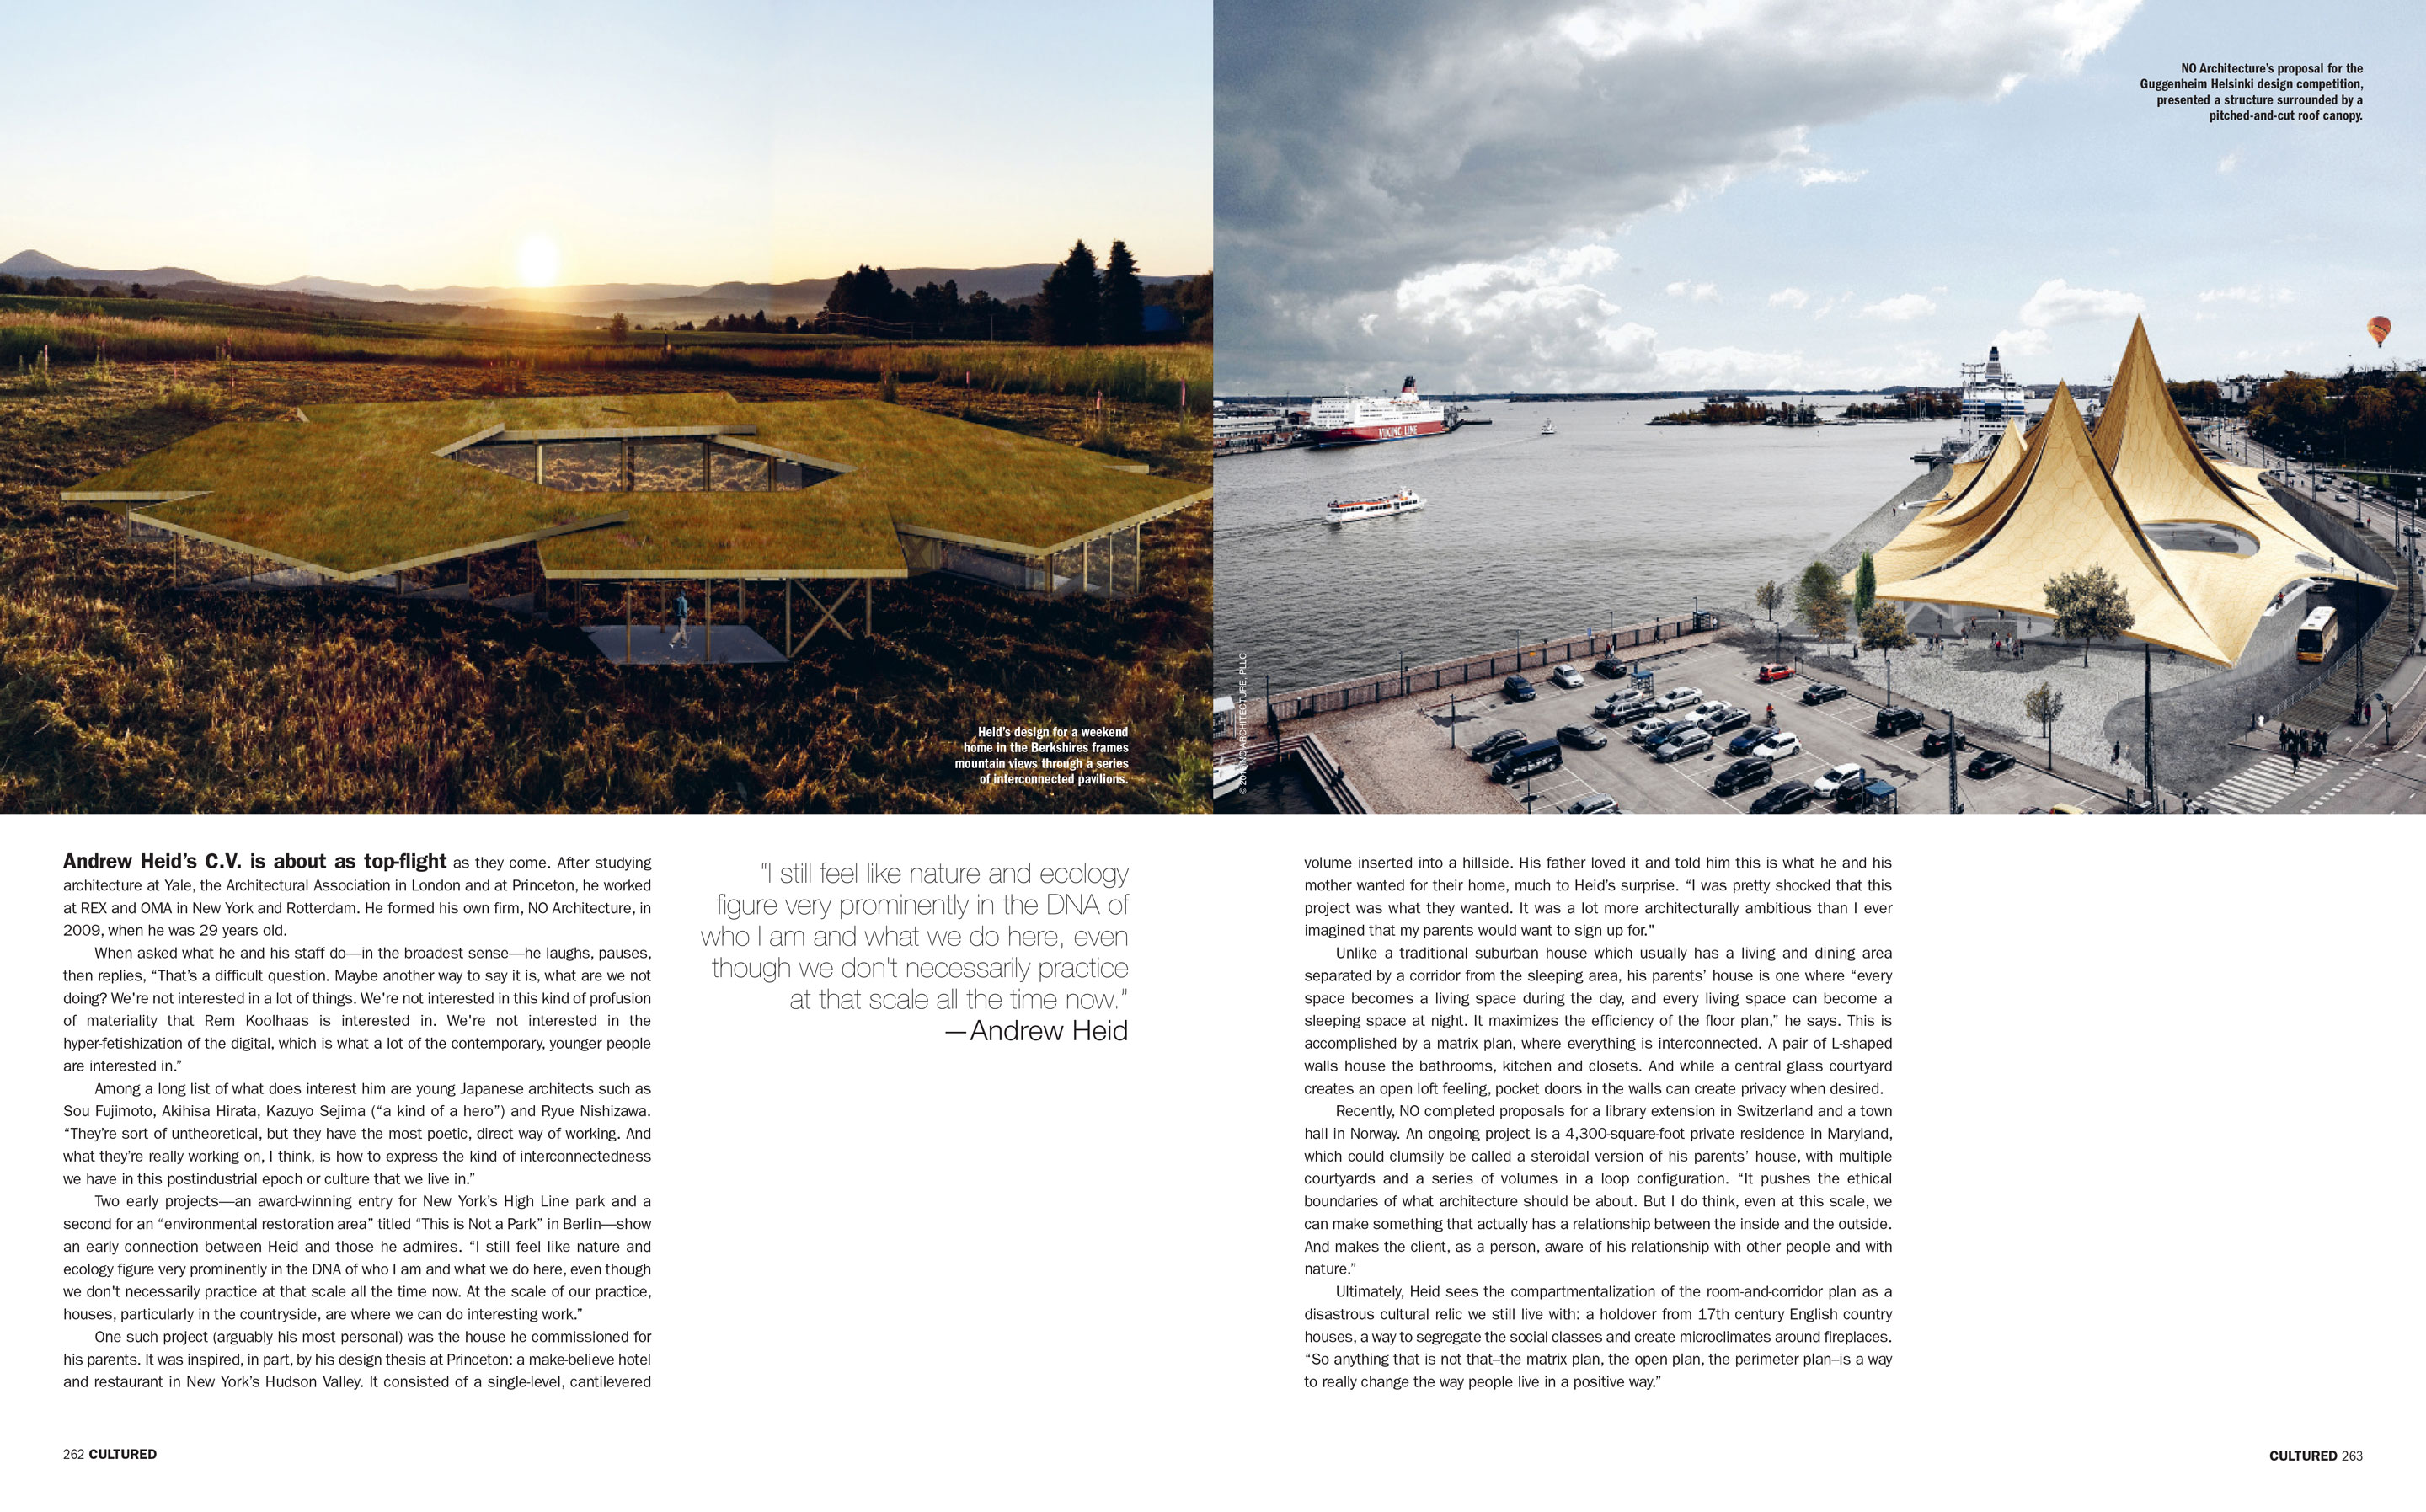 NO Architecture’s proposal for the
Guggenheim Helsinki design competition,
presented a structure surrounded by a
pitched-and-cut roof canopy.
VIKING LINE
Heid’s design for a weekend
home in the Berkshires frames
mountain views through a series
of interconnected pavilions.
NO ARCHITECTURE, PLLC
Andrew Heid’s C.V. is about as top-flight as they come. After studying
architecture at Yale, the Architectural Association in London and at Princeton, he worked
at REX and OMA in New York and Rotterdam. He formed his own firm, NO Architecture, in
2009, when he was 29 years old.
When asked what he and his staff do—in the broadest sense—he laughs, pauses,
then replies, “That’s a difficult question. Maybe another way to say it is, what are we not
doing? We're not interested in a lot of things. We're not interested in this kind of profusion
of materiality that Rem Koolhaas is interested in. We're not interested in the
hyper-fetishization of the digital, which is what a lot of the contemporary, younger people
are interested in.”
Among a long list of what does interest him are young Japanese architects such as
Sou Fujimoto, Akihisa Hirata, Kazuyo Sejima (“a kind of a hero”) and Ryue Nishizawa.
“They’re sort of untheoretical, but they have the most poetic, direct way of working. And
what they’re really working on, I think, is how to express the kind of interconnectedness
we have in this postindustrial epoch or culture that we live in.”
Two early projects—an award-winning entry for New York’s High Line park and a
second for an “environmental restoration area” titled “This is Not a Park” in Berlin—show
an early connection between Heid and those he admires. “I still feel like nature and
ecology figure very prominently in the DNA of who I am and what we do here, even though
we don't necessarily practice at that scale all the time now. At the scale of our practice,
houses, particularly in the countryside, are where we can do interesting work.”
One such project (arguably his most personal) was the house he commissioned for
his parents. It was inspired, in part, by his design thesis at Princeton: a make-believe hotel
and restaurant in New York’s Hudson Valley. It consisted of a single-level, cantilevered
“I still feel like nature and ecology
figure very prominently in the DNA of
who I am and what we do here, even
though we don't necessarily practice
at that scale all the time now.”
—Andrew Heid
volume inserted into a hillside. His father loved it and told him this is what he and his
mother wanted for their home, much to Heid’s surprise. “I was pretty shocked that this
project was what they wanted. It was a lot more architecturally ambitious than I ever
imagined that my parents would want to sign up for."
Unlike a traditional suburban house which usually has a living and dining area
separated by a corridor from the sleeping area, his parents’ house is one where “every
space becomes a living space during the day, and every living space can become a
sleeping space at night. It maximizes the efficiency of the floor plan,” he says. This is
accomplished by a matrix plan, where everything is interconnected. A pair of L-shaped
walls house the bathrooms, kitchen and closets. And while a central glass courtyard
creates an open loft feeling, pocket doors in the walls can create privacy when desired.
Recently, NO completed proposals for a library extension in Switzerland and a town
hall in Norway. An ongoing project is a 4,300-square-foot private residence in Maryland,
which could clumsily be called a steroidal version of his parents’ house, with multiple
courtyards and a series of volumes in a loop configuration. “It pushes the ethical
boundaries of what architecture should be about. But I do think, even at this scale, we
can make something that actually has a relationship between the inside and the outside.
And makes the client, as a person, aware of his relationship with other people and with
nature.”
Ultimately, Heid sees the compartmentalization of the room-and-corridor plan as a
disastrous cultural relic we still live with: a holdover from 17th century English country
houses, a way to segregate the social classes and create microclimates around fireplaces.
“So anything that is not that–the matrix plan, the open plan, the perimeter plan–is a way
to really change the way people live in a positive way.”
262 CULTURED
CULTURED 263